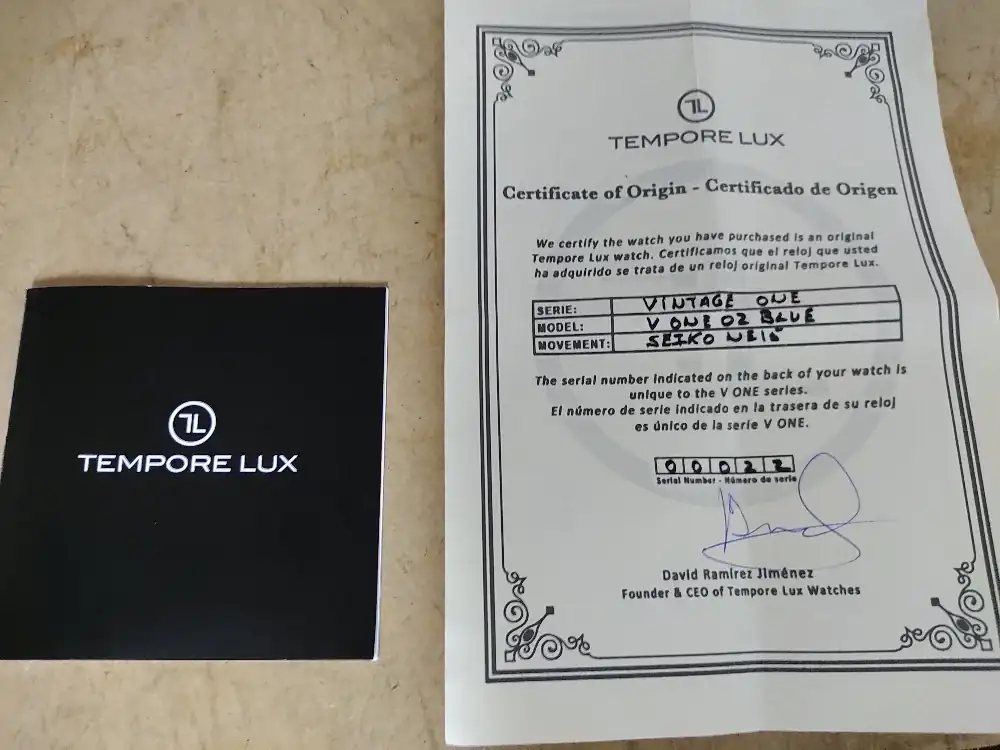 TL
TEMPORE LUX
TL
TEMPORE LUX
Certificate of Origin - Certificado de Origen
We certify the watch you have purchased is an original
Tempore Lux watch. Certificamos que el reloj que usted
ha adquirido se trata de un reloj original Tempore Lux.
SERIE: VINTAGE ONE
MODEL: V ONE 02 BLUE
MOVEMENT: SEIKO NE15
The serial number indicated on the back of your watch is
unique to the V ONE series.
El número de serie indicado en la trasera de su reloj
es único de la serie V ONE.
00022
Serial Number - Número de serie
David Ramírez Jiménez
Founder & CEO of Tempore Lux Watches